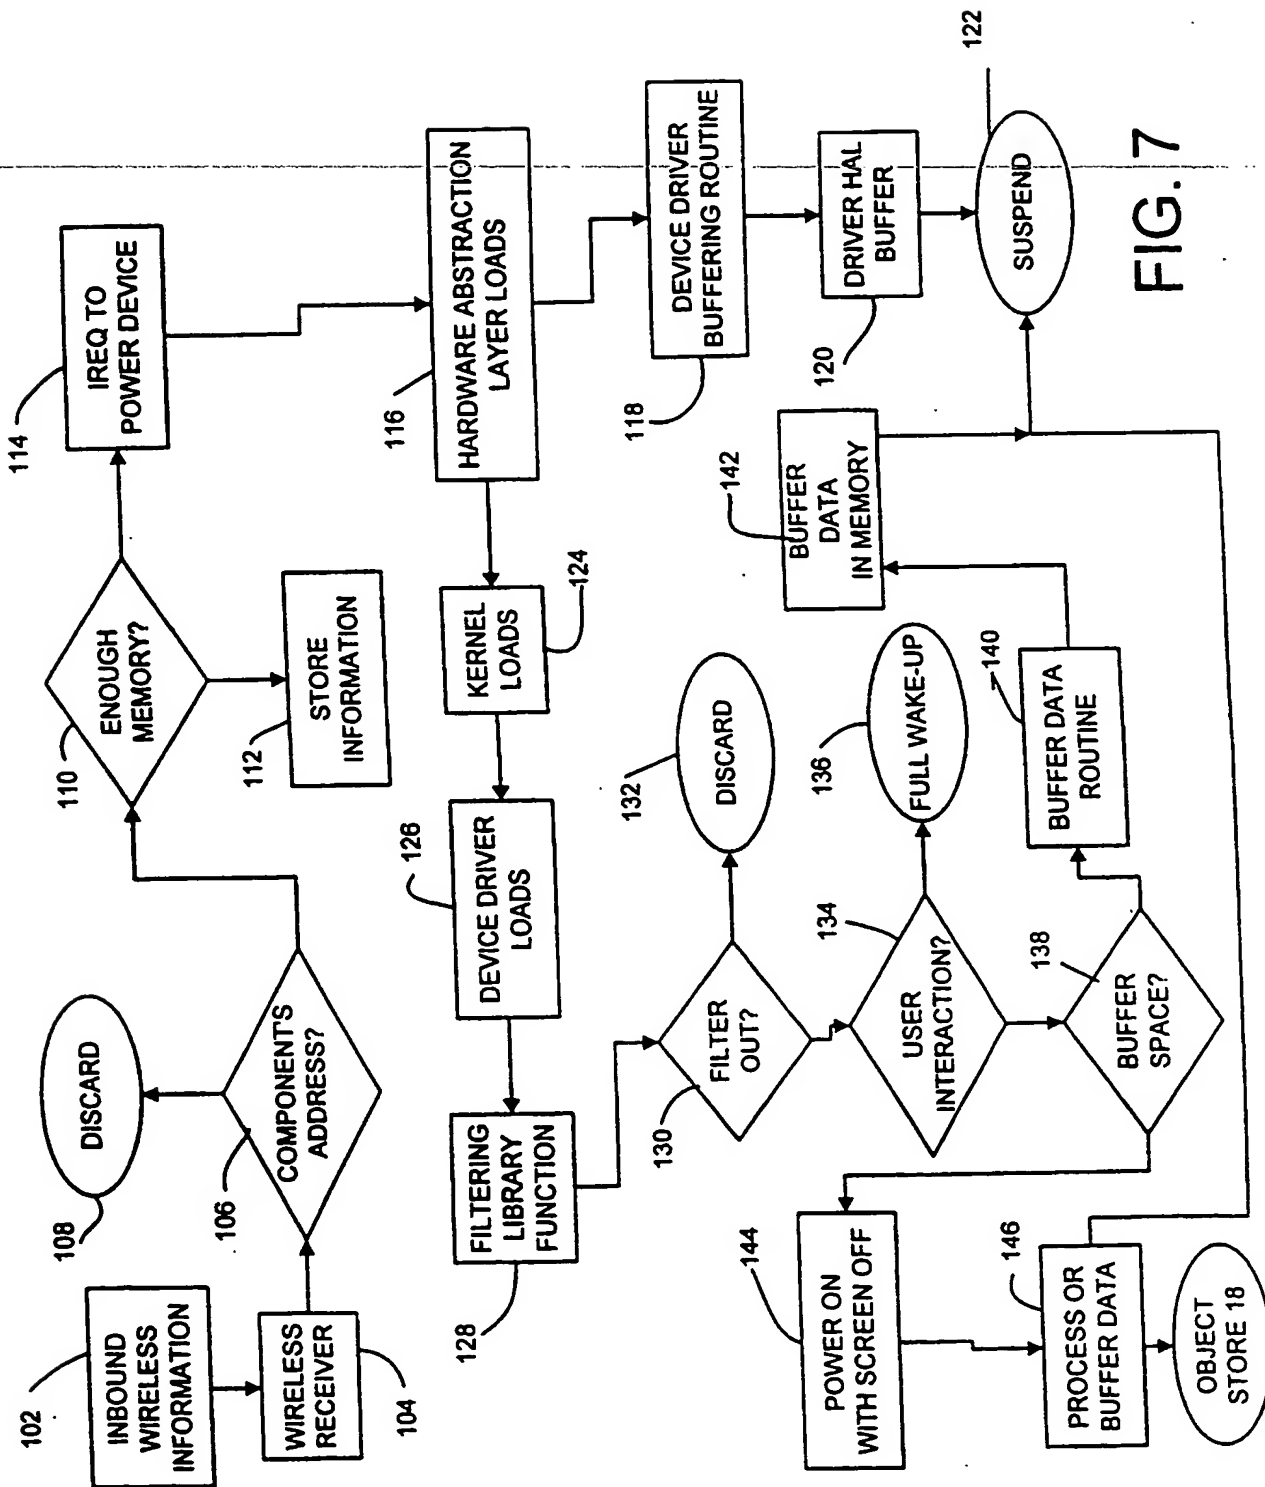 102
INBOUND
WIRELESS
INFORMATION
WIRELESS
RECEIVER
104
108
DISCARD
106
COMPONENT'S
ADDRESS?
110
ENOUGH
MEMORY?
112
STORE
INFORMATION
114
IREQ TO
POWER DEVICE
116
HARDWARE ABSTRACTION
LAYER LOADS
118
DEVICE DRIVER
BUFFERING ROUTINE
120
DRIVER HAL
BUFFER
122
SUSPEND
124
KERNEL
LOADS
126
DEVICE DRIVER
LOADS
128
FILTERING
LIBRARY
FUNCTION
130
FILTER
OUT?
132
DISCARD
134
USER
INTERACTION?
136
FULL WAKE-UP
138
BUFFER
SPACE?
140
BUFFER DATA
ROUTINE
142
BUFFER
DATA
IN MEMORY
144
POWER ON
WITH SCREEN OFF
146
PROCESS OR
BUFFER DATA
OBJECT
STORE 18
FIG. 7